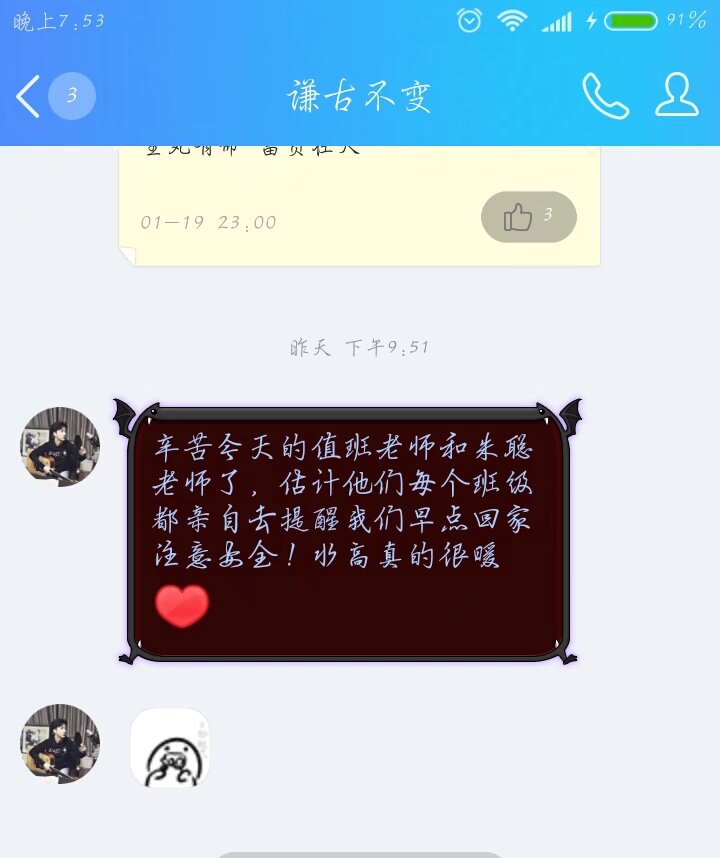 晚上7:53
91%
3
谦古不变
01-19 23:00
3
昨天 下午9:51
辛苦今天的值班老师和朱聪
老师了，估计他们每个班级
都亲自去提醒我们早点回家
注意安全！水高真的很暖